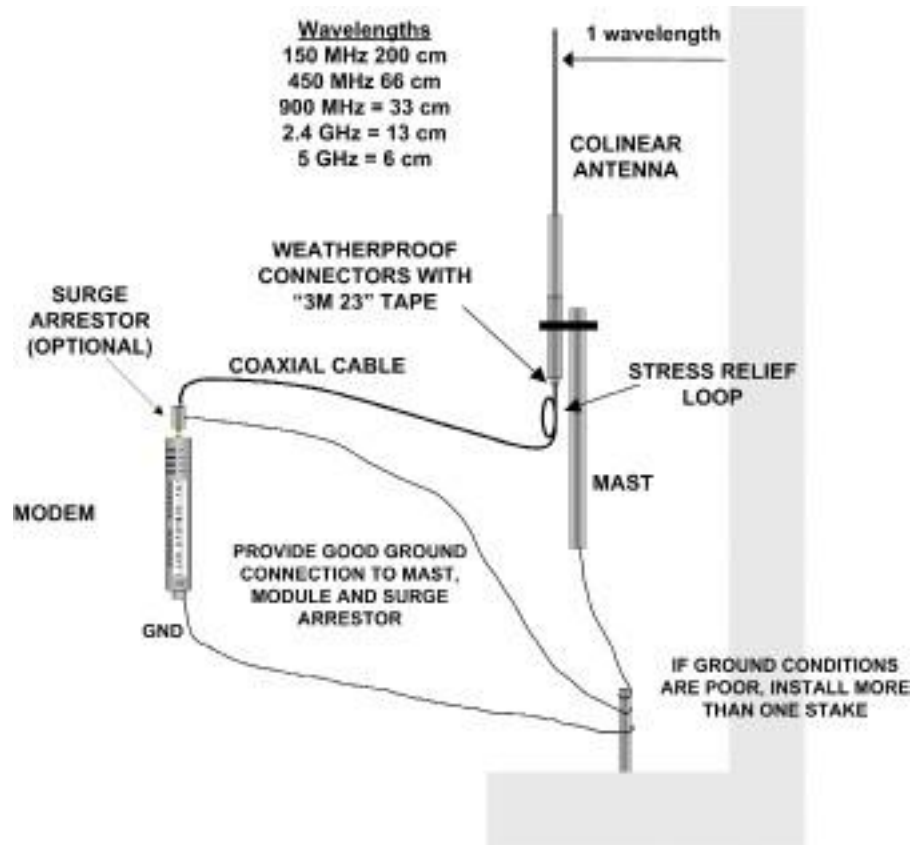 Wavelengths
150 MHz 200 cm
450 MHz 66 cm
900 MHz = 33 cm
2.4 GHz = 13 cm
5 GHz = 6 cm
1 wavelength
COLINEAR
ANTENNA
WEATHERPROOF
CONNECTORS WITH
“3M 23” TAPE
SURGE
ARRESTOR
(OPTIONAL)
COAXIAL CABLE
STRESS RELIEF
LOOP
MAST
MODEM
PROVIDE GOOD GROUND
CONNECTION TO MAST,
MODULE AND SURGE
ARRESTOR
GND
IF GROUND CONDITIONS
ARE POOR, INSTALL MORE
THAN ONE STAKE